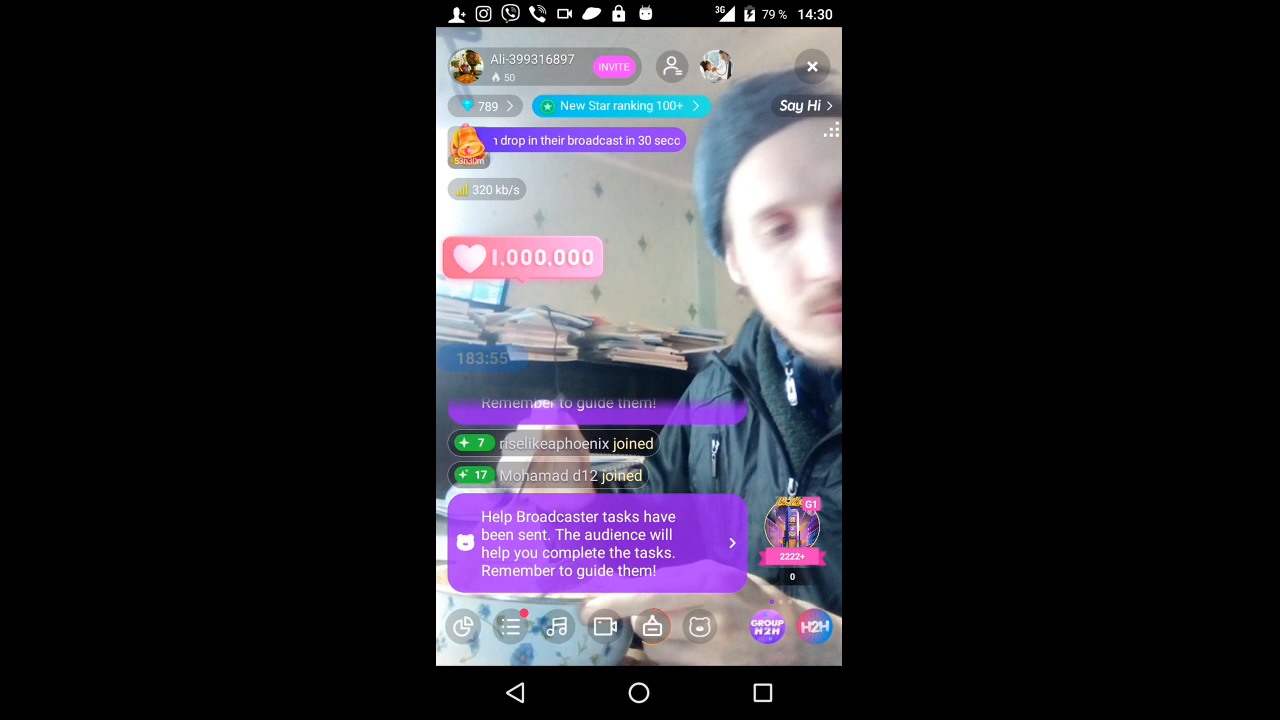 3G
79 %
14:30
Ali-399316897
50
INVITE
789
New Star ranking 100+
Say Hi
drop in their broadcast in 30 seco
53h30m
320 kb/s
1,000,000
183:55
Remember to guide them!
7 riselikeaphoenix joined
17 Mohamad d12 joined
Help Broadcaster tasks have
been sent. The audience will
help you complete the tasks.
Remember to guide them!
G1
2222+
0
GROUP
H2H
H2H